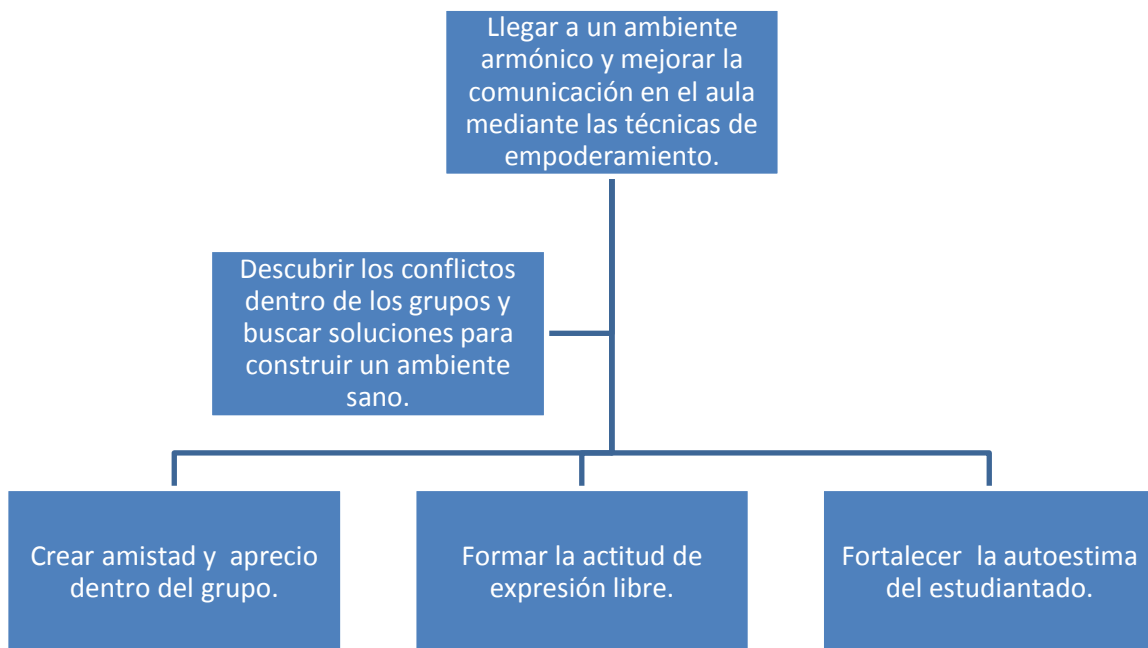 Llegar a un ambiente
armónico y mejorar la
comunicación en el aula
mediante las técnicas de
empoderamiento.
Descubrir los conflictos
dentro de los grupos y
buscar soluciones para
construir un ambiente
sano.
Crear amistad y aprecio
dentro del grupo.
Formar la actitud de
expresión libre.
Fortalecer la autoestima
del estudiantado.